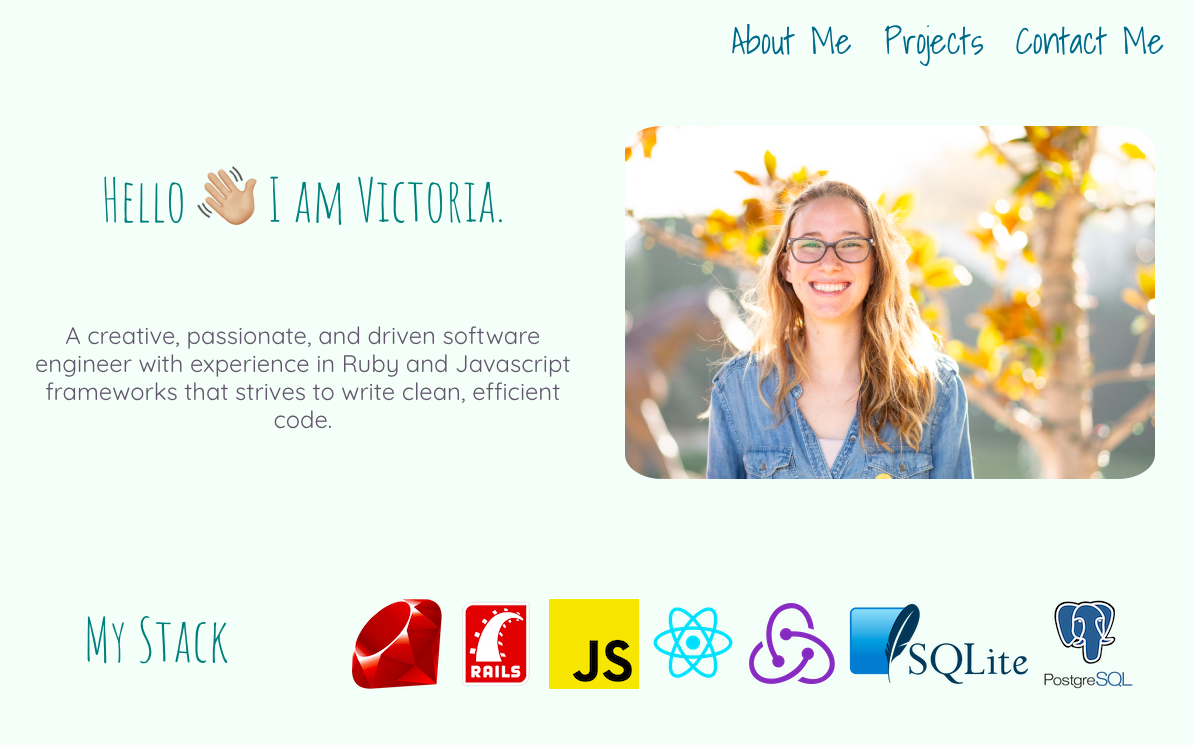 About Me Projects Contact Me
Hello 👋🏼 I am Victoria.
A creative, passionate, and driven software
engineer with experience in Ruby and Javascript
frameworks that strives to write clean, efficient
code.
My Stack
RAILS JS SQLite PostgreSQL